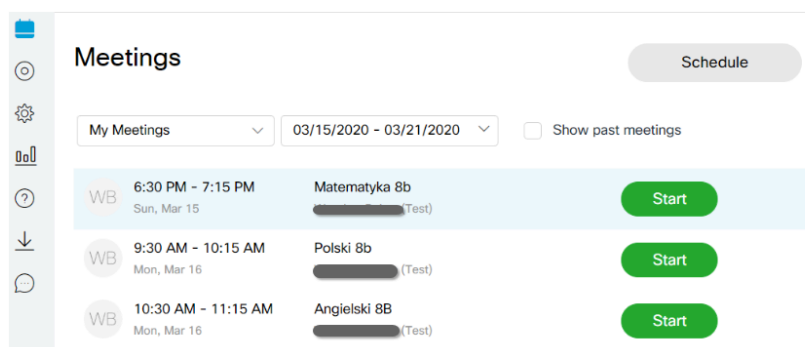 Meetings
Schedule
My Meetings
03/15/2020 - 03/21/2020
Show past meetings
WB
6:30 PM - 7:15 PM
Matematyka 8b
Start
Sun, Mar 15
(Test)
WB
9:30 AM - 10:15 AM
Polski 8b
Start
Mon, Mar 16
(Test)
WB
10:30 AM - 11:15 AM
Angielski 8B
Start
Mon, Mar 16
(Test)